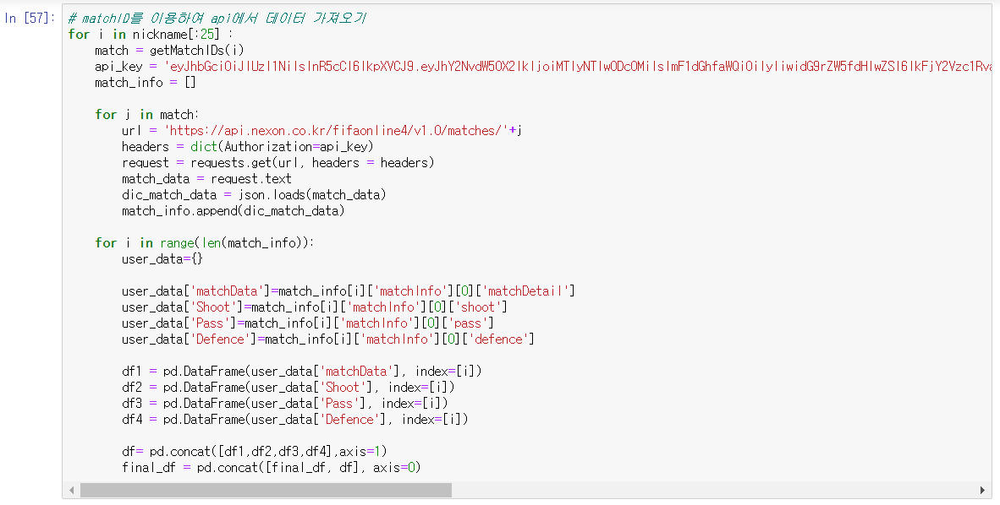 In [57]:
# matchID를 이용하여 api에서 데이터 가져오기
for i in nickname[:25] :
    match = getMatchIDs(i)
    api_key =
    match_info = []
    for j in match:
        url = 'https://api.nexon.co.kr/fifaonline4/v1.0/matches/'+j
        headers = dict(Authorization=api_key)
        request = requests.get(url, headers = headers)
        match_data = request.text
        dic_match_data = json.loads(match_data)
        match_info.append(dic_match_data)
    for i in range(len(match_info)):
        user_data={}
        user_data['matchData']=match_info[i]['matchInfo'][0]['matchDetail']
        user_data['Shoot']=match_info[i]['matchInfo'][0]['shoot']
        user_data['Pass']=match_info[i]['matchInfo'][0]['pass']
        user_data['Defence']=match_info[i]['matchInfo'][0]['defence']
        df1 = pd.DataFrame(user_data['matchData'], index=[i])
        df2 = pd.DataFrame(user_data['Shoot'], index=[i])
        df3 = pd.DataFrame(user_data['Pass'], index=[i])
        df4 = pd.DataFrame(user_data['Defence'], index=[i])
        df= pd.concat([df1,df2,df3,df4],axis=1)
        final_df = pd.concat([final_df, df], axis=0)